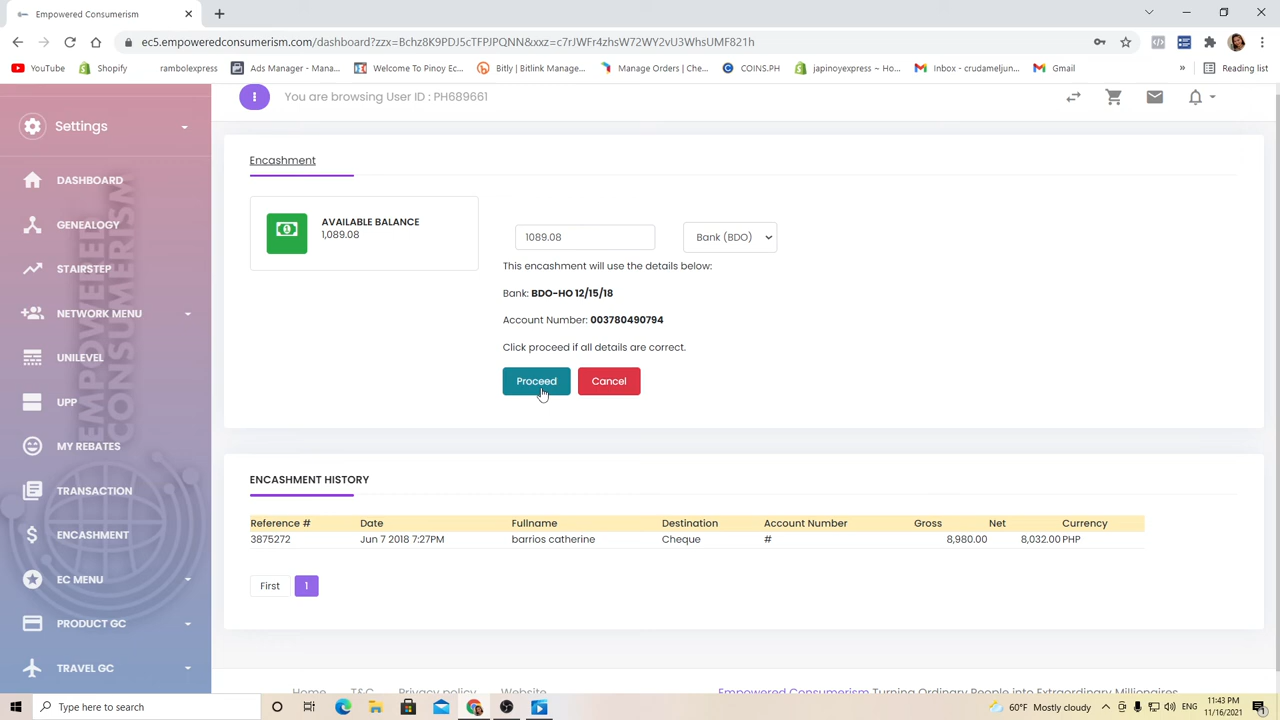 Empowered Consumerism
ec5.empoweredconsumerism.com/dashboard?zzx=Bchz8K9PDJ5cTFPJPQNN&xxz=c7rJWFr4zhsW72WY2vU3WhsUMF821h
YouTube
Shopify
rambolexpress
Ads Manager - Mana...
Welcome To Pinoy Ec...
Bitly | Bitlink Manage...
Manage Orders | Che...
COINS.PH
japinoyexpress ~ Ho...
Inbox - crudameljun...
Gmail
»
Reading list
You are browsing User ID : PH689661
Settings
DASHBOARD
GENEALOGY
STAIRSTEP
NETWORK MENU
UNILEVEL
UPP
MY REBATES
TRANSACTION
ENCASHMENT
EC MENU
PRODUCT GC
TRAVEL GC
EMPOWERED
CONSUMERISM
Encashment
AVAILABLE BALANCE
1,089.08
1089.08
Bank (BDO)
This encashment will use the details below:
Bank: BDO-HO 12/15/18
Account Number: 003780490794
Click proceed if all details are correct.
Proceed
Cancel
ENCASHMENT HISTORY
Reference # Date Fullname Destination Account Number Gross Net Currency
3875272 Jun 7 2018 7:27PM barrios catherine Cheque # 8,980.00 8,032.00 PHP
First 1
Home T&C Privacy policy Website
Empowered Consumerism Turning Ordinary People into Extraordinary Millionaires
Type here to search
60°F Mostly cloudy
ENG
11:43 PM
11/16/2021
1